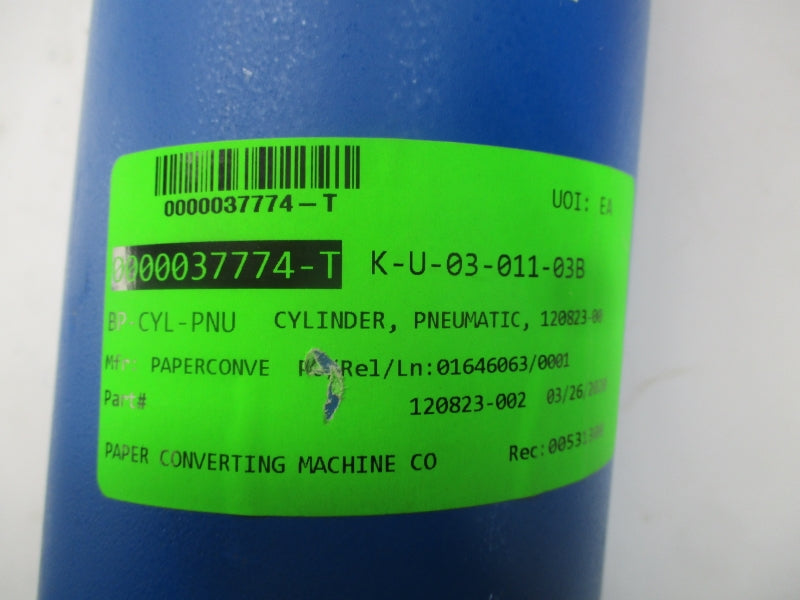 0000037774-T
UOI: EA
0000037774-T K-U-03-011-03B
BP-CYL-PNU CYLINDER, PNEUMATIC, 120823-00
Mfr: PAPERCONVE PO/Rel/Ln:01646063/0001
Part# 120823-002
PAPER CONVERTING MACHINE CO